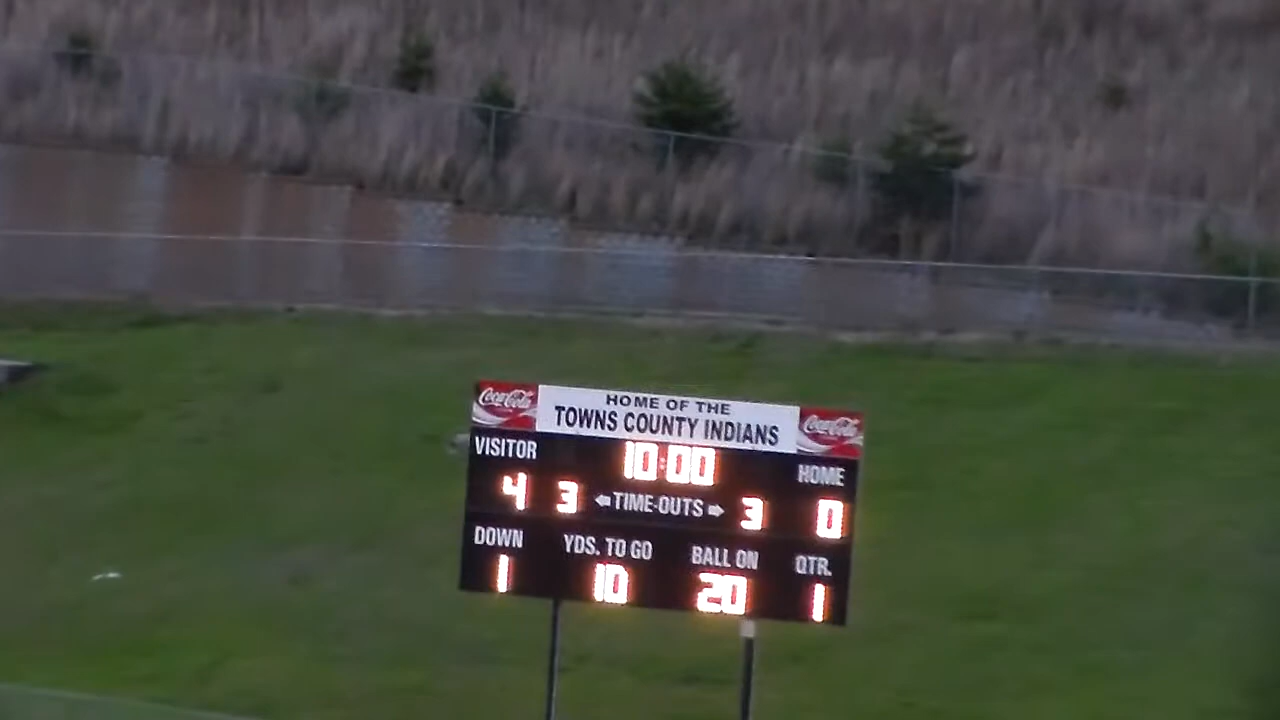 Coca-Cola HOME OF THE Coca-Cola
TOWNS COUNTY INDIANS
VISITOR 10:00 HOME
4 3 ⇐ TIME-OUTS ⇒ 3 0
DOWN YDS. TO GO BALL ON QTR.
1 10 20 1